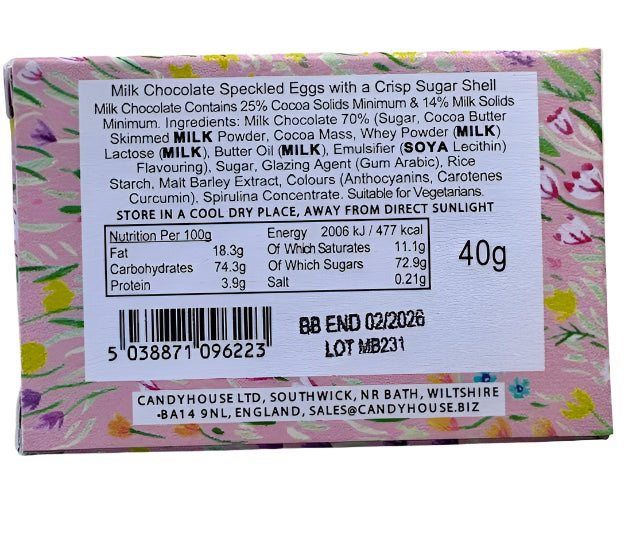 Milk Chocolate Speckled Eggs with a Crisp Sugar Shell
Milk Chocolate Contains 25% Cocoa Solids Minimum & 14% Milk Solids
Minimum. Ingredients: Milk Chocolate 70% (Sugar, Cocoa Butter
Skimmed MILK Powder, Cocoa Mass, Whey Powder (MILK)
Lactose (MILK), Butter Oil (MILK), Emulsifier (SOYA Lecithin)
Flavouring), Sugar, Glazing Agent (Gum Arabic), Rice
Starch, Malt Barley Extract, Colours (Anthocyanins, Carotenes
Curcumin), Spirulina Concentrate. Suitable for Vegetarians.
STORE IN A COOL DRY PLACE, AWAY FROM DIRECT SUNLIGHT
Nutrition Per 100g Energy 2006 kJ / 477 kcal
Fat 18.3g Of Which Saturates 11.1g
Carbohydrates 74.3g Of Which Sugars 72.9g
Protein 3.9g Salt 0.21g
40g
BB END 02/2026
LOT MB231
5 038871 096223
CANDYHOUSE LTD, SOUTHWICK, NR BATH, WILTSHIRE
•BA14 9NL, ENGLAND, SALES@CANDYHOUSE.BIZ